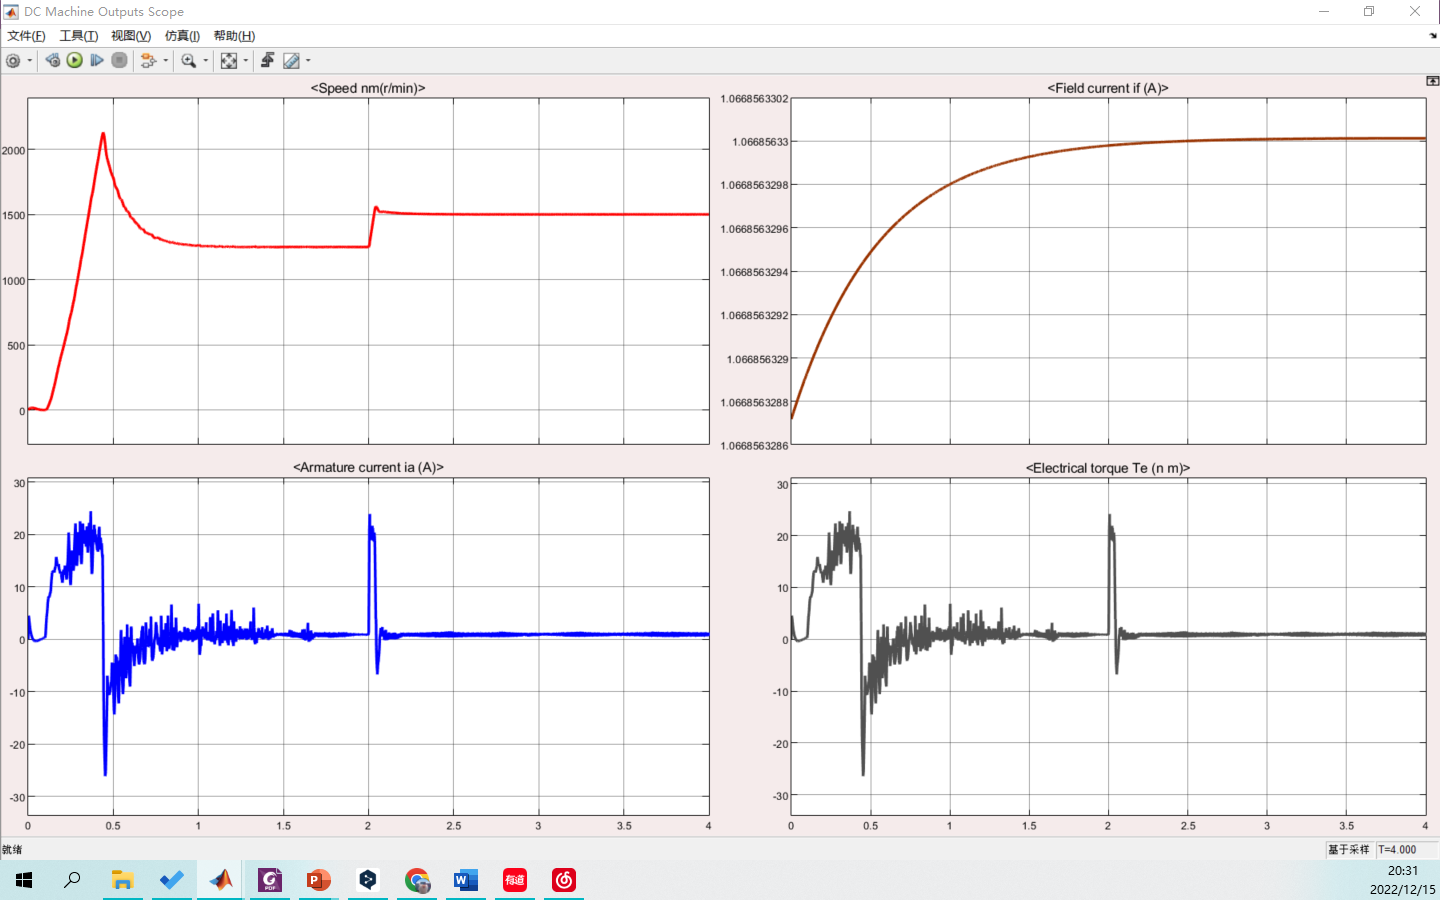 DC Machine Outputs Scope
文件(F) 工具(T) 视图(V) 仿真(I) 帮助(H)
<Speed nm(r/min)>
2000
1500
1000
500
0
<Field current if (A)>
1.0668563302
1.06685633
1.0668563298
1.0668563296
1.0668563294
1.0668563292
1.066856329
1.0668563288
1.0668563286
<Armature current ia (A)>
30
20
10
0
-10
-20
-30
0 0.5 1 1.5 2 2.5 3 3.5 4
<Electrical torque Te (n m)>
30
20
10
0
-10
-20
-30
0 0.5 1 1.5 2 2.5 3 3.5 4
就绪
基于采样 T=4.000
G
PDF
P
W
有道
20:31
2022/12/15